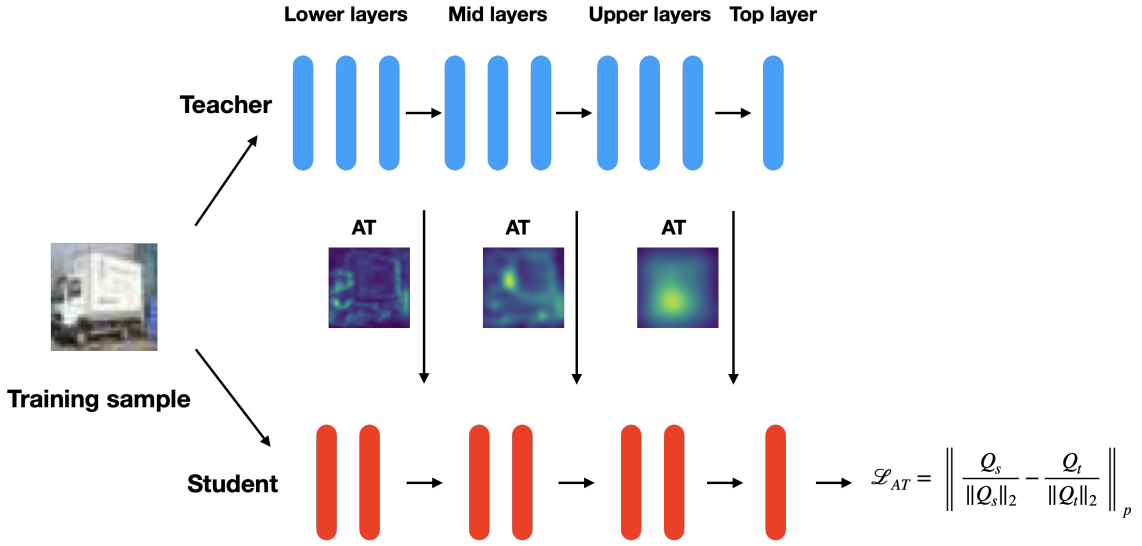 Lower layers Mid layers Upper layers Top layer
Teacher
AT AT AT
Training sample
Student
ℒ_AT = ‖ Q_s / ‖Q_s‖_2 − Q_t / ‖Q_t‖_2 ‖_p